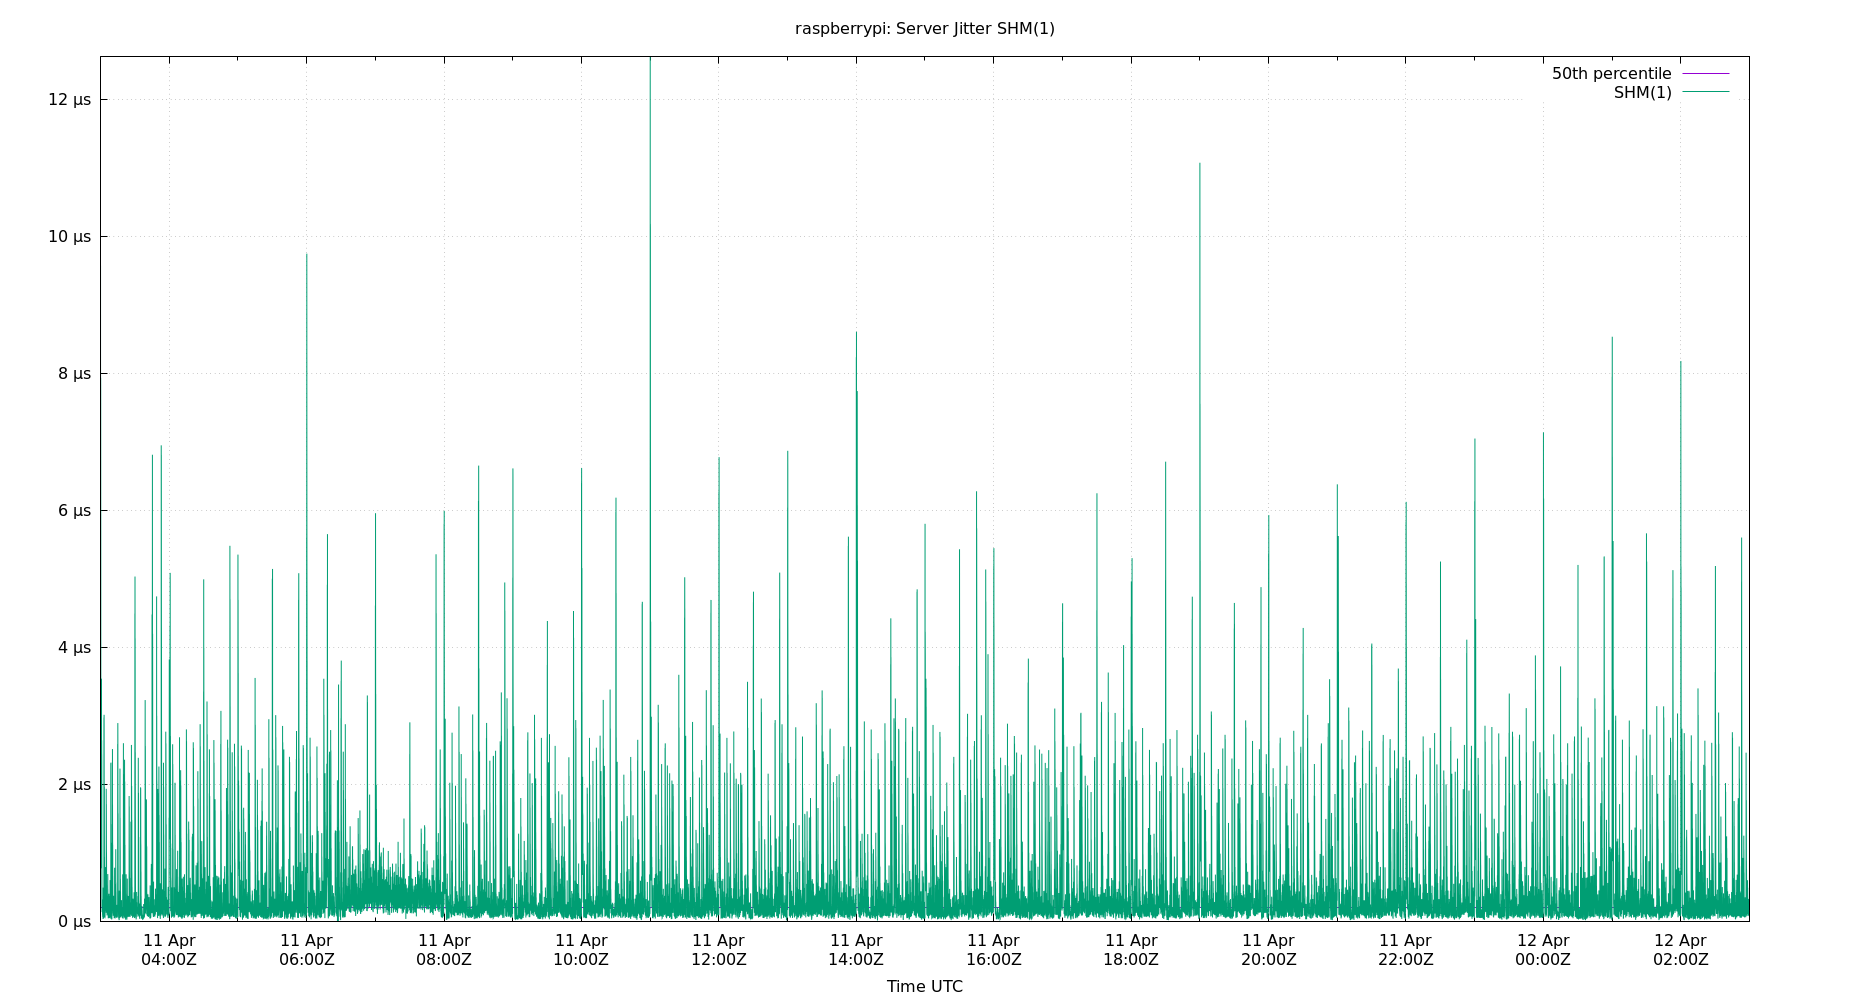 raspberrypi: Server Jitter SHM(1)
50th percentile
SHM(1)
12 µs
10 µs
8 µs
6 µs
4 µs
2 µs
0 µs
11 Apr 11 Apr 11 Apr 11 Apr 11 Apr 11 Apr 11 Apr 11 Apr 11 Apr 11 Apr 12 Apr 12 Apr
04:00Z 06:00Z 08:00Z 10:00Z 12:00Z 14:00Z 16:00Z 18:00Z 20:00Z 22:00Z 00:00Z 02:00Z
Time UTC